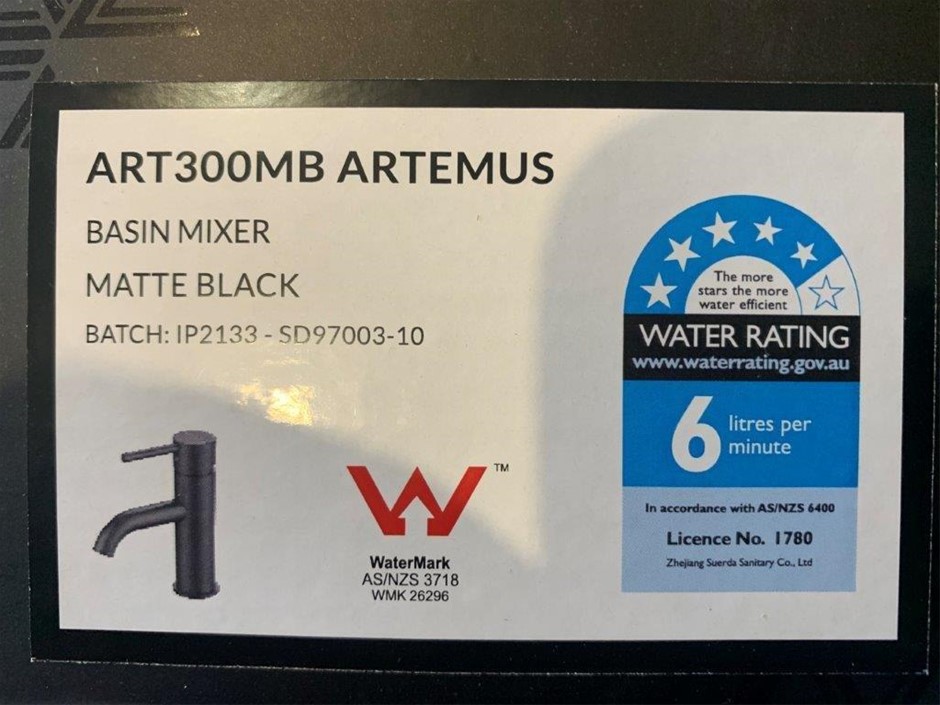 ART300MB ARTEMUS
BASIN MIXER
MATTE BLACK
BATCH: IP2133 - SD97003-10
TM
WaterMark
AS/NZS 3718
WMK 26296
The more
stars the more
water efficient
WATER RATING
www.waterrating.gov.au
6 litres per
minute
In accordance with AS/NZS 6400
Licence No. 1780
Zhejiang Suerda Sanitary Co., Ltd